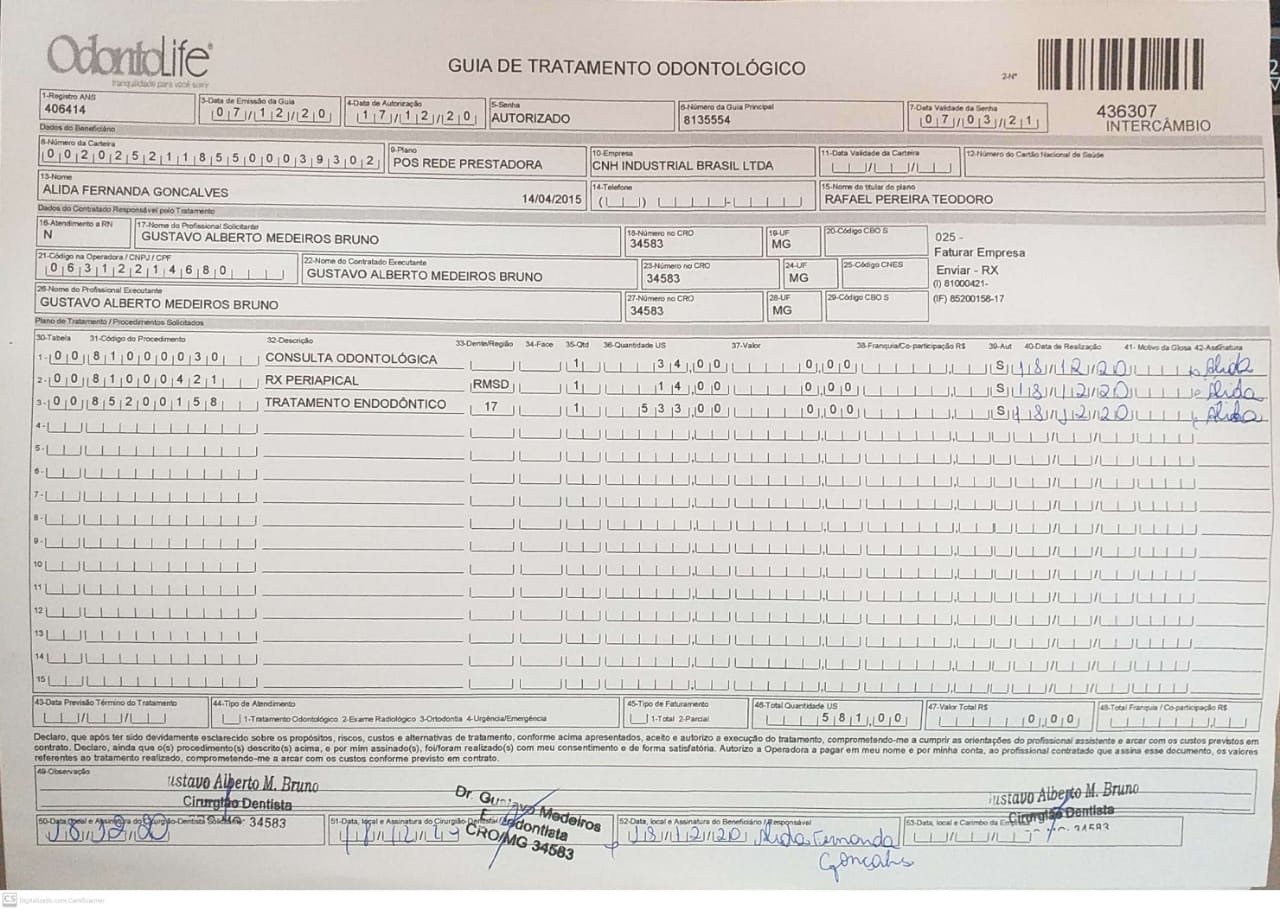 OdontoLife
tranquilidade para você sorrir
GUIA DE TRATAMENTO ODONTOLÓGICO
2-Nº
436307
INTERCÂMBIO
1-Registro ANS
406414
3-Data de Emissão da Guia
07/12/20
4-Data de Autorização
17/12/20
5-Senha
AUTORIZADO
6-Número da Guia Principal
8135554
7-Data Validade da Senha
07/03/21
Dados do Beneficiário
8-Número da Carteira
00202521185500039302
9-Plano
POS REDE PRESTADORA
10-Empresa
CNH INDUSTRIAL BRASIL LTDA
11-Data Validade da Carteira
12-Número do Cartão Nacional de Saúde
13-Nome
ALIDA FERNANDA GONCALVES 14/04/2015
14-Telefone
15-Nome do titular do plano
RAFAEL PEREIRA TEODORO
Dados do Contratado Responsável pelo Tratamento
16-Atendimento a RN
N
17-Nome do Profissional Solicitante
GUSTAVO ALBERTO MEDEIROS BRUNO
18-Número no CRO
34583
19-UF
MG
20-Código CBO S
025 -
Faturar Empresa
Enviar - RX
(I) 81000421-
(IF) 85200158-17
21-Código na Operadora / CNPJ / CPF
06312214680
22-Nome do Contratado Executante
GUSTAVO ALBERTO MEDEIROS BRUNO
23-Número no CRO
34583
24-UF
MG
25-Código CNES
26-Nome do Profissional Executante
GUSTAVO ALBERTO MEDEIROS BRUNO
27-Número no CRO
34583
28-UF
MG
29-Código CBO S
Plano de Tratamento / Procedimentos Solicitados
30-Tabela 31-Código do Procedimento 32-Descrição 33-Dente/Região 34-Face 35-Qtd 36-Quantidade US 37-Valor 38-Franquia/Co-participação R$ 39-Aut 40-Data de Realização 41- Motivo da Glosa 42-Assinatura
1- 00 81000030 CONSULTA ODONTOLÓGICA 1 34,00 0,00 S 18/12/20 Alida
2- 00 81000421 RX PERIAPICAL RMSD 1 14,00 0,00 S 18/12/20 Alida
3- 00 85200158 TRATAMENTO ENDODÔNTICO 17 1 533,00 0,00 S 18/12/20 Alida
4-
5-
6-
7-
8-
9-
10
11
12
13
14
15
43-Data Previsão Término do Tratamento
44-Tipo de Atendimento
1-Tratamento Odontológico 2-Exame Radiológico 3-Ortodontia 4-Urgência/Emergência
45-Tipo de Faturamento
1-Total 2-Parcial
46-Total Quantidade US
581,00
47-Valor Total R$
0,00
48-Total Franquia / Co-participação R$
Declaro, que após ter sido devidamente esclarecido sobre os propósitos, riscos, custos e alternativas de tratamento, conforme acima apresentados, aceito e autorizo a execução do tratamento, comprometendo-me a cumprir as orientações do profissional assistente e arcar com os custos previstos em
contrato. Declaro, ainda que o(s) procedimento(s) descrito(s) acima, e por mim assinado(s), foi/foram realizado(s) com meu consentimento e de forma satisfatória. Autorizo a Operadora a pagar em meu nome e por minha conta, ao profissional contratado que assina esse documento, os valores
referentes ao tratamento realizado, comprometendo-me a arcar com os custos conforme previsto em contrato.
49-Observação
ustavo Alberto M. Bruno
Cirurgião Dentista
34583
Dr. Gustavo Medeiros
Endodontista
CRO/MG 34583
ustavo Alberto M. Bruno
Cirurgião Dentista
34583
50-Data, local e Assinatura do Cirurgião-Dentista Solicitante
18/12/20
51-Data, local e Assinatura do Cirurgião-Dentista
52-Data, local e Assinatura do Beneficiário / Responsável
18/12/20 Alida Fernanda
Gonçalves
53-Data, local e Carimbo da
CS Digitalizado com CamScanner